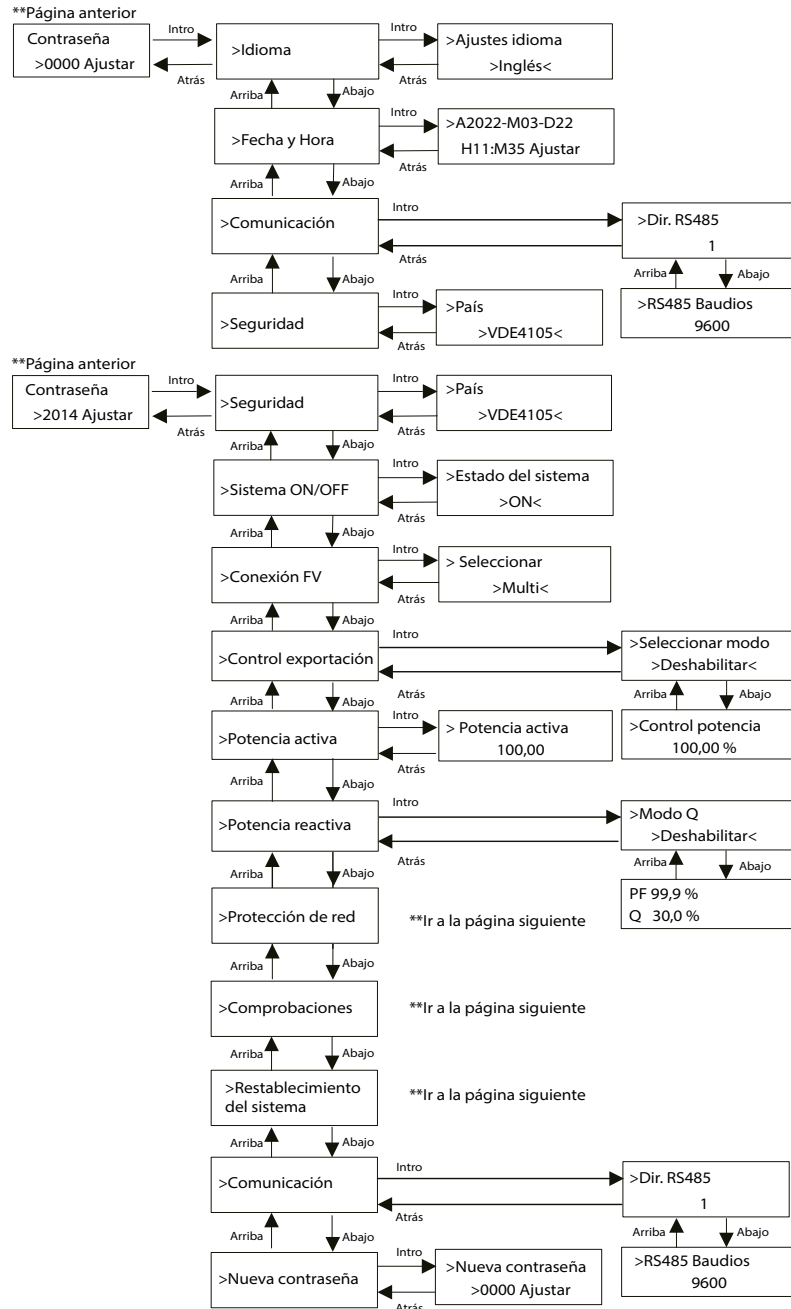 **Página anterior
Contraseña
>0000 Ajustar
Intro
Atrás
>Idioma
Intro
Atrás
>Ajustes idioma
>Inglés<
Arriba
Abajo
>Fecha y Hora
Intro
Atrás
>A2022-M03-D22
H11:M35 Ajustar
Arriba
Abajo
>Comunicación
Intro
Atrás
>Dir. RS485
1
Arriba
Abajo
>RS485 Baudios
9600
Arriba
Abajo
>Seguridad
Intro
Atrás
>País
>VDE4105<
**Página anterior
Contraseña
>2014 Ajustar
Intro
Atrás
>Seguridad
Intro
Atrás
>País
>VDE4105<
Arriba
Abajo
>Sistema ON/OFF
Intro
Atrás
>Estado del sistema
>ON<
Arriba
Abajo
>Conexión FV
Intro
Atrás
> Seleccionar
>Multi<
Arriba
Abajo
>Control exportación
Intro
Atrás
>Seleccionar modo
>Deshabilitar<
Arriba
Abajo
>Control potencia
100,00 %
Arriba
Abajo
>Potencia activa
Intro
Atrás
> Potencia activa
100,00
Arriba
Abajo
>Potencia reactiva
Intro
Atrás
>Modo Q
>Deshabilitar<
Arriba
Abajo
PF 99,9 %
Q 30,0 %
Arriba
Abajo
>Protección de red
**Ir a la página siguiente
Arriba
Abajo
>Comprobaciones
**Ir a la página siguiente
Arriba
Abajo
>Restablecimiento
del sistema
**Ir a la página siguiente
Arriba
Abajo
>Comunicación
Intro
Atrás
>Dir. RS485
1
Arriba
Abajo
>RS485 Baudios
9600
Arriba
Abajo
>Nueva contraseña
Intro
Atrás
>Nueva contraseña
>0000 Ajustar